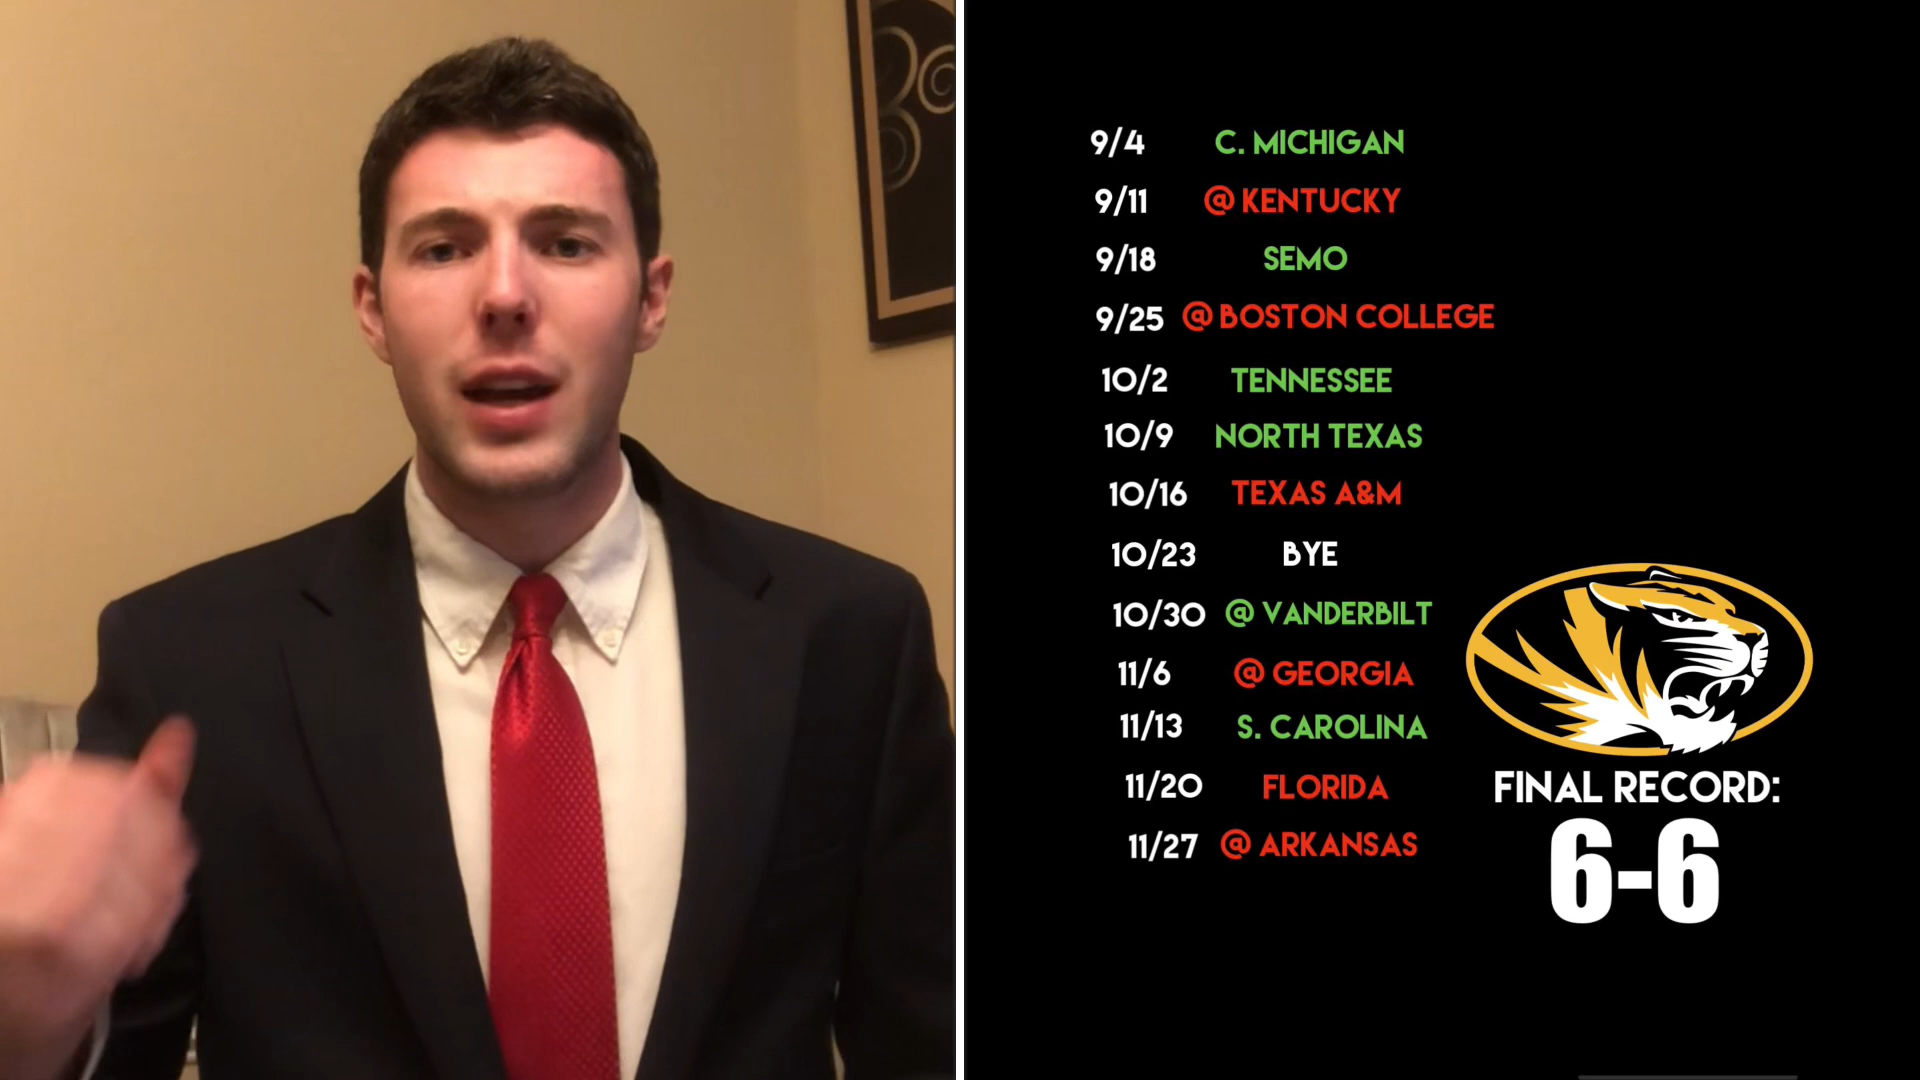 9/4 C. MICHIGAN
9/11 @ KENTUCKY
9/18 SEMO
9/25 @ BOSTON COLLEGE
10/2 TENNESSEE
10/9 NORTH TEXAS
10/16 TEXAS A&M
10/23 BYE
10/30 @ VANDERBILT
11/6 @ GEORGIA
11/13 S. CAROLINA
11/20 FLORIDA
11/27 @ ARKANSAS
FINAL RECORD:
6-6